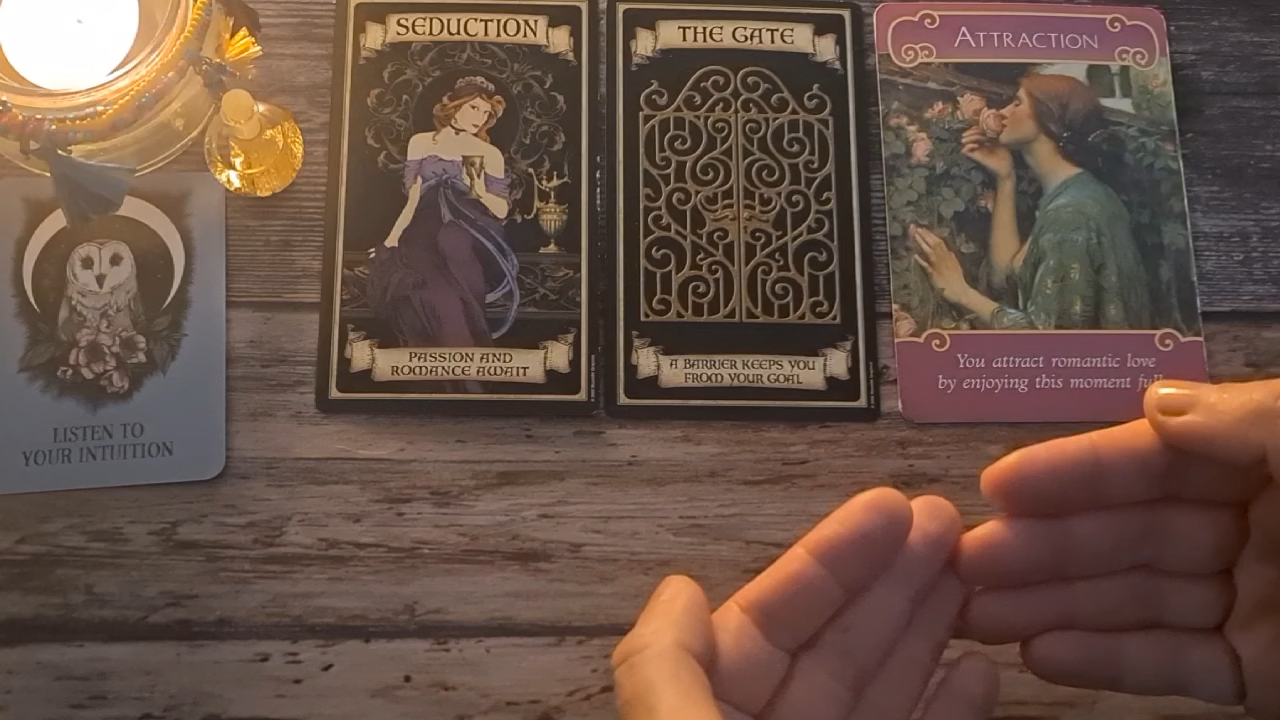 SEDUCTION
PASSION AND
ROMANCE AWAIT
THE GATE
A BARRIER KEEPS YOU
FROM YOUR GOAL
ATTRACTION
You attract romantic love
by enjoying this moment
LISTEN TO
YOUR INTUITION